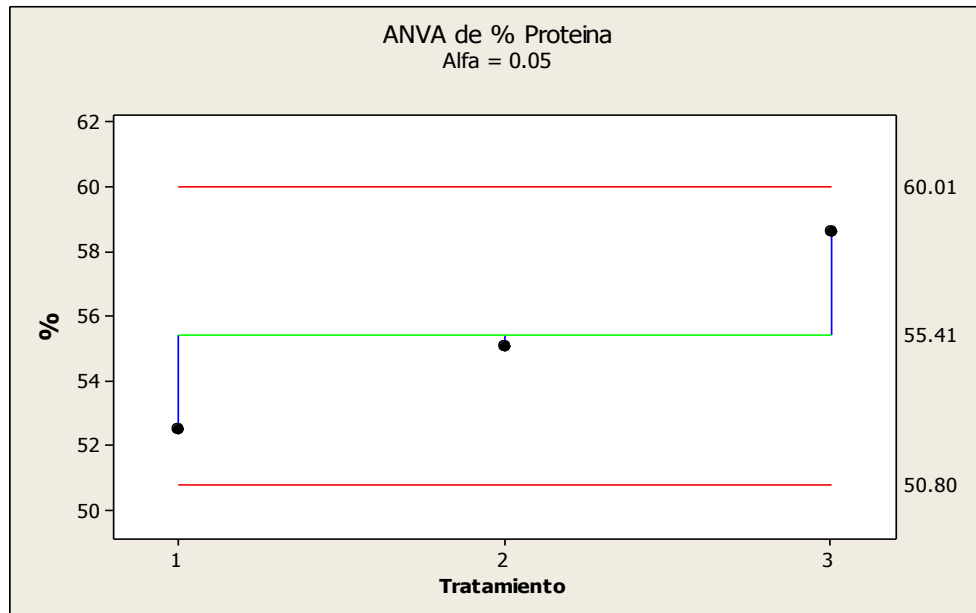 ANVA de % Proteina
Alfa = 0.05
62
60
58
56
54
52
50
%
60.01
55.41
50.80
1 2 3
Tratamiento